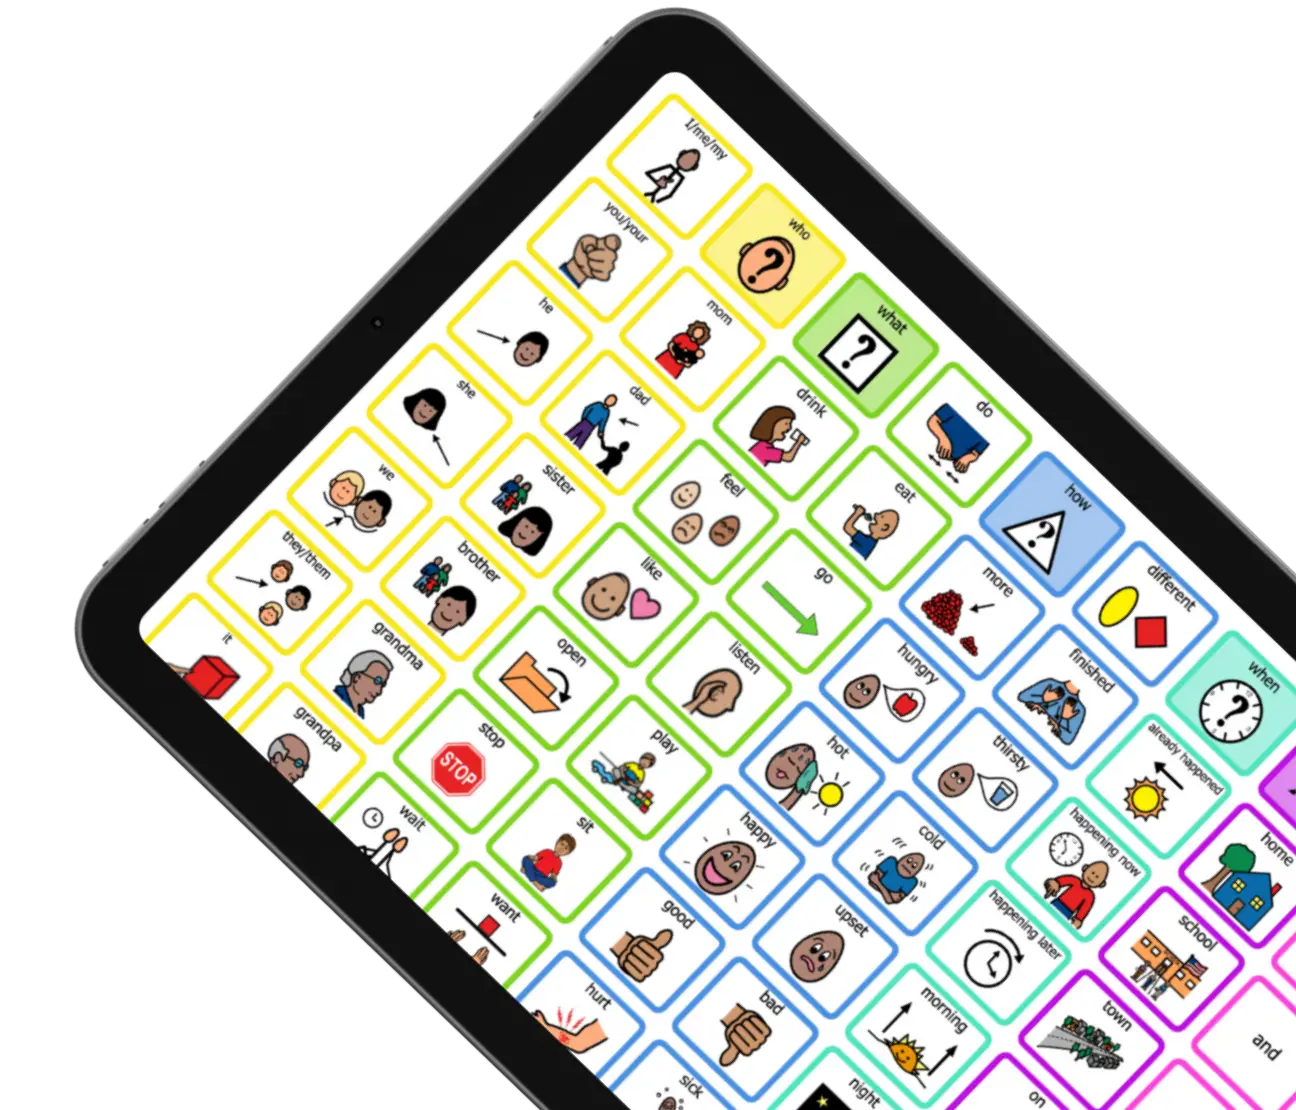 I/me/my
who
what
do
how
different
when
you/your
mom
drink
eat
more
finished
already happened
home
he
dad
feel
go
hungry
thirsty
happening now
school
and
she
sister
like
listen
hot
cold
happening later
town
we
brother
open
play
happy
upset
morning
on
they/them
grandma
stop
STOP
sit
good
bad
night
it
grandpa
wait
want
hurt
sick